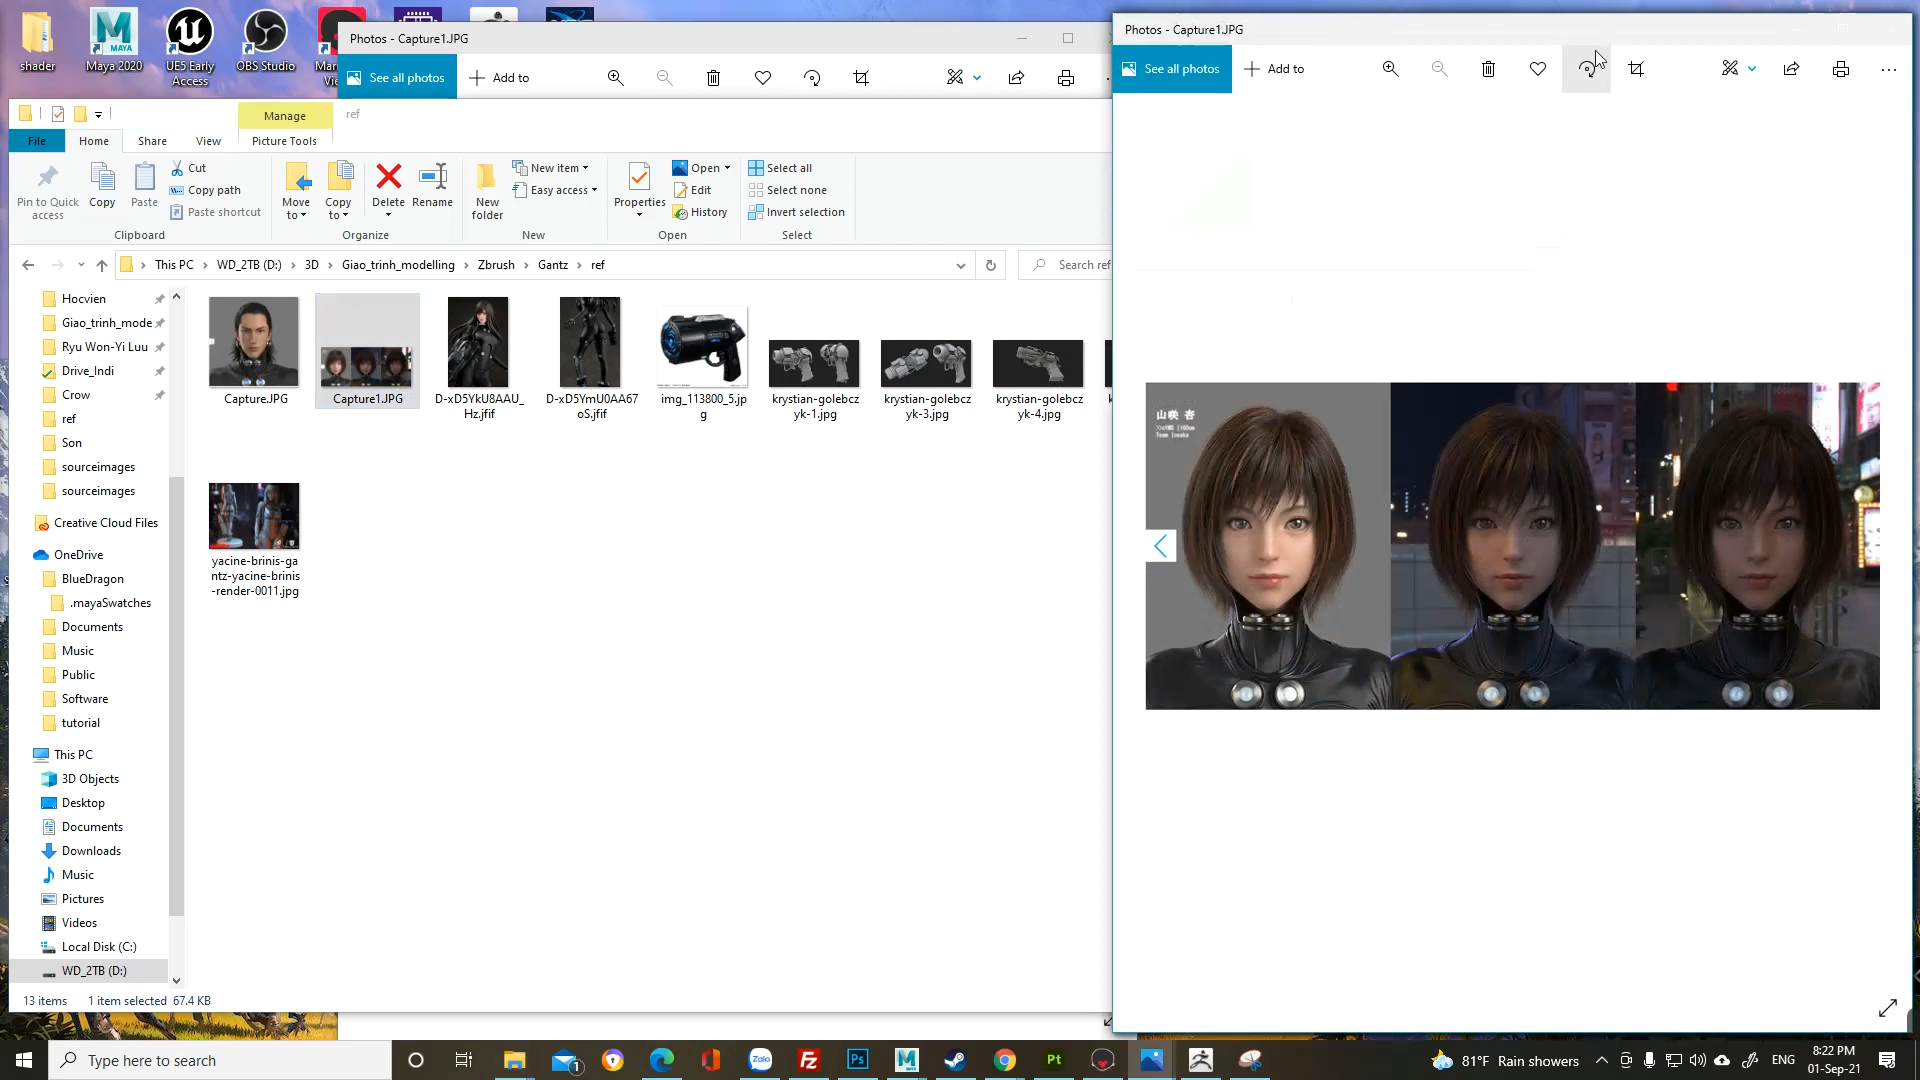 shader
Maya 2020
UE5 Early
Access
OBS Studio
Photos - Capture1.JPG
See all photos
Add to
Photos - Capture1.JPG
See all photos
Add to
Manage
ref
File
Home
Share
View
Picture Tools
Pin to Quick
access
Copy
Paste
Cut
Copy path
Paste shortcut
Clipboard
Move
to
Copy
to
Delete
Rename
Organize
New
folder
New item
Easy access
New
Properties
Open
Edit
History
Open
Select all
Select none
Invert selection
Select
This PC > WD_2TB (D:) > 3D > Giao_trinh_modelling > Zbrush > Gantz > ref
Search ref
Hocvien
Giao_trinh_mode
Ryu Won-Yi Luu
Drive_Indi
Crow
ref
Son
sourceimages
sourceimages
Creative Cloud Files
OneDrive
BlueDragon
.mayaSwatches
Documents
Music
Public
Software
tutorial
This PC
3D Objects
Desktop
Documents
Downloads
Music
Pictures
Videos
Local Disk (C:)
WD_2TB (D:)
Capture.JPG
Capture1.JPG
D-xD5YkU8AAU_
Hz.jfif
D-xD5YmU0AA67
oS.jfif
img_113800_5.jp
g
krystian-golebcz
yk-1.jpg
krystian-golebcz
yk-3.jpg
krystian-golebcz
yk-4.jpg
yacine-brinis-ga
ntz-yacine-brinis
-render-0011.jpg
山咲 杏
13 items
1 item selected 67.4 KB
Type here to search
81°F Rain showers
ENG
8:22 PM
01-Sep-21